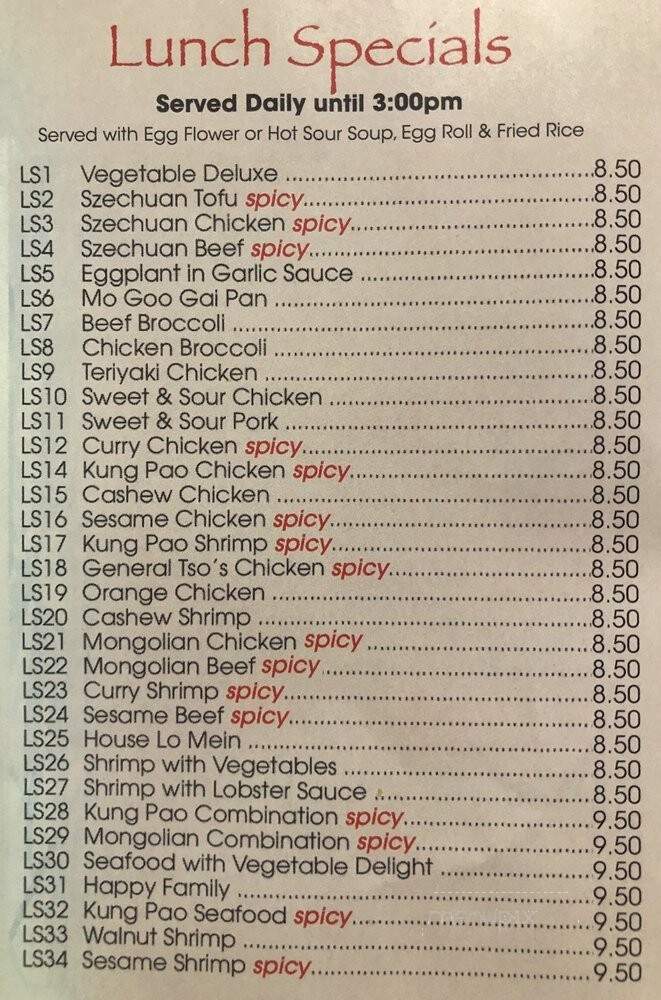 Lunch Specials
Served Daily until 3:00pm
Served with Egg Flower or Hot Sour Soup, Egg Roll & Fried Rice
LS1 Vegetable Deluxe ........................................8.50
LS2 Szechuan Tofu spicy........................................8.50
LS3 Szechuan Chicken spicy........................................8.50
LS4 Szechuan Beef spicy........................................8.50
LS5 Eggplant in Garlic Sauce ........................................8.50
LS6 Mo Goo Gai Pan ........................................8.50
LS7 Beef Broccoli ........................................8.50
LS8 Chicken Broccoli ........................................8.50
LS9 Teriyaki Chicken ........................................8.50
LS10 Sweet & Sour Chicken ........................................8.50
LS11 Sweet & Sour Pork ........................................8.50
LS12 Curry Chicken spicy........................................8.50
LS14 Kung Pao Chicken spicy........................................8.50
LS15 Cashew Chicken ........................................8.50
LS16 Sesame Chicken spicy........................................8.50
LS17 Kung Pao Shrimp spicy........................................8.50
LS18 General Tso's Chicken spicy........................................8.50
LS19 Orange Chicken ........................................8.50
LS20 Cashew Shrimp ........................................8.50
LS21 Mongolian Chicken spicy ........................................8.50
LS22 Mongolian Beef spicy ........................................8.50
LS23 Curry Shrimp spicy........................................8.50
LS24 Sesame Beef spicy........................................8.50
LS25 House Lo Mein ........................................8.50
LS26 Shrimp with Vegetables ........................................8.50
LS27 Shrimp with Lobster Sauce ........................................8.50
LS28 Kung Pao Combination spicy........................................9.50
LS29 Mongolian Combination spicy........................................9.50
LS30 Seafood with Vegetable Delight ........................................9.50
LS31 Happy Family ........................................9.50
LS32 Kung Pao Seafood spicy........................................9.50
LS33 Walnut Shrimp ........................................9.50
LS34 Sesame Shrimp spicy........................................9.50